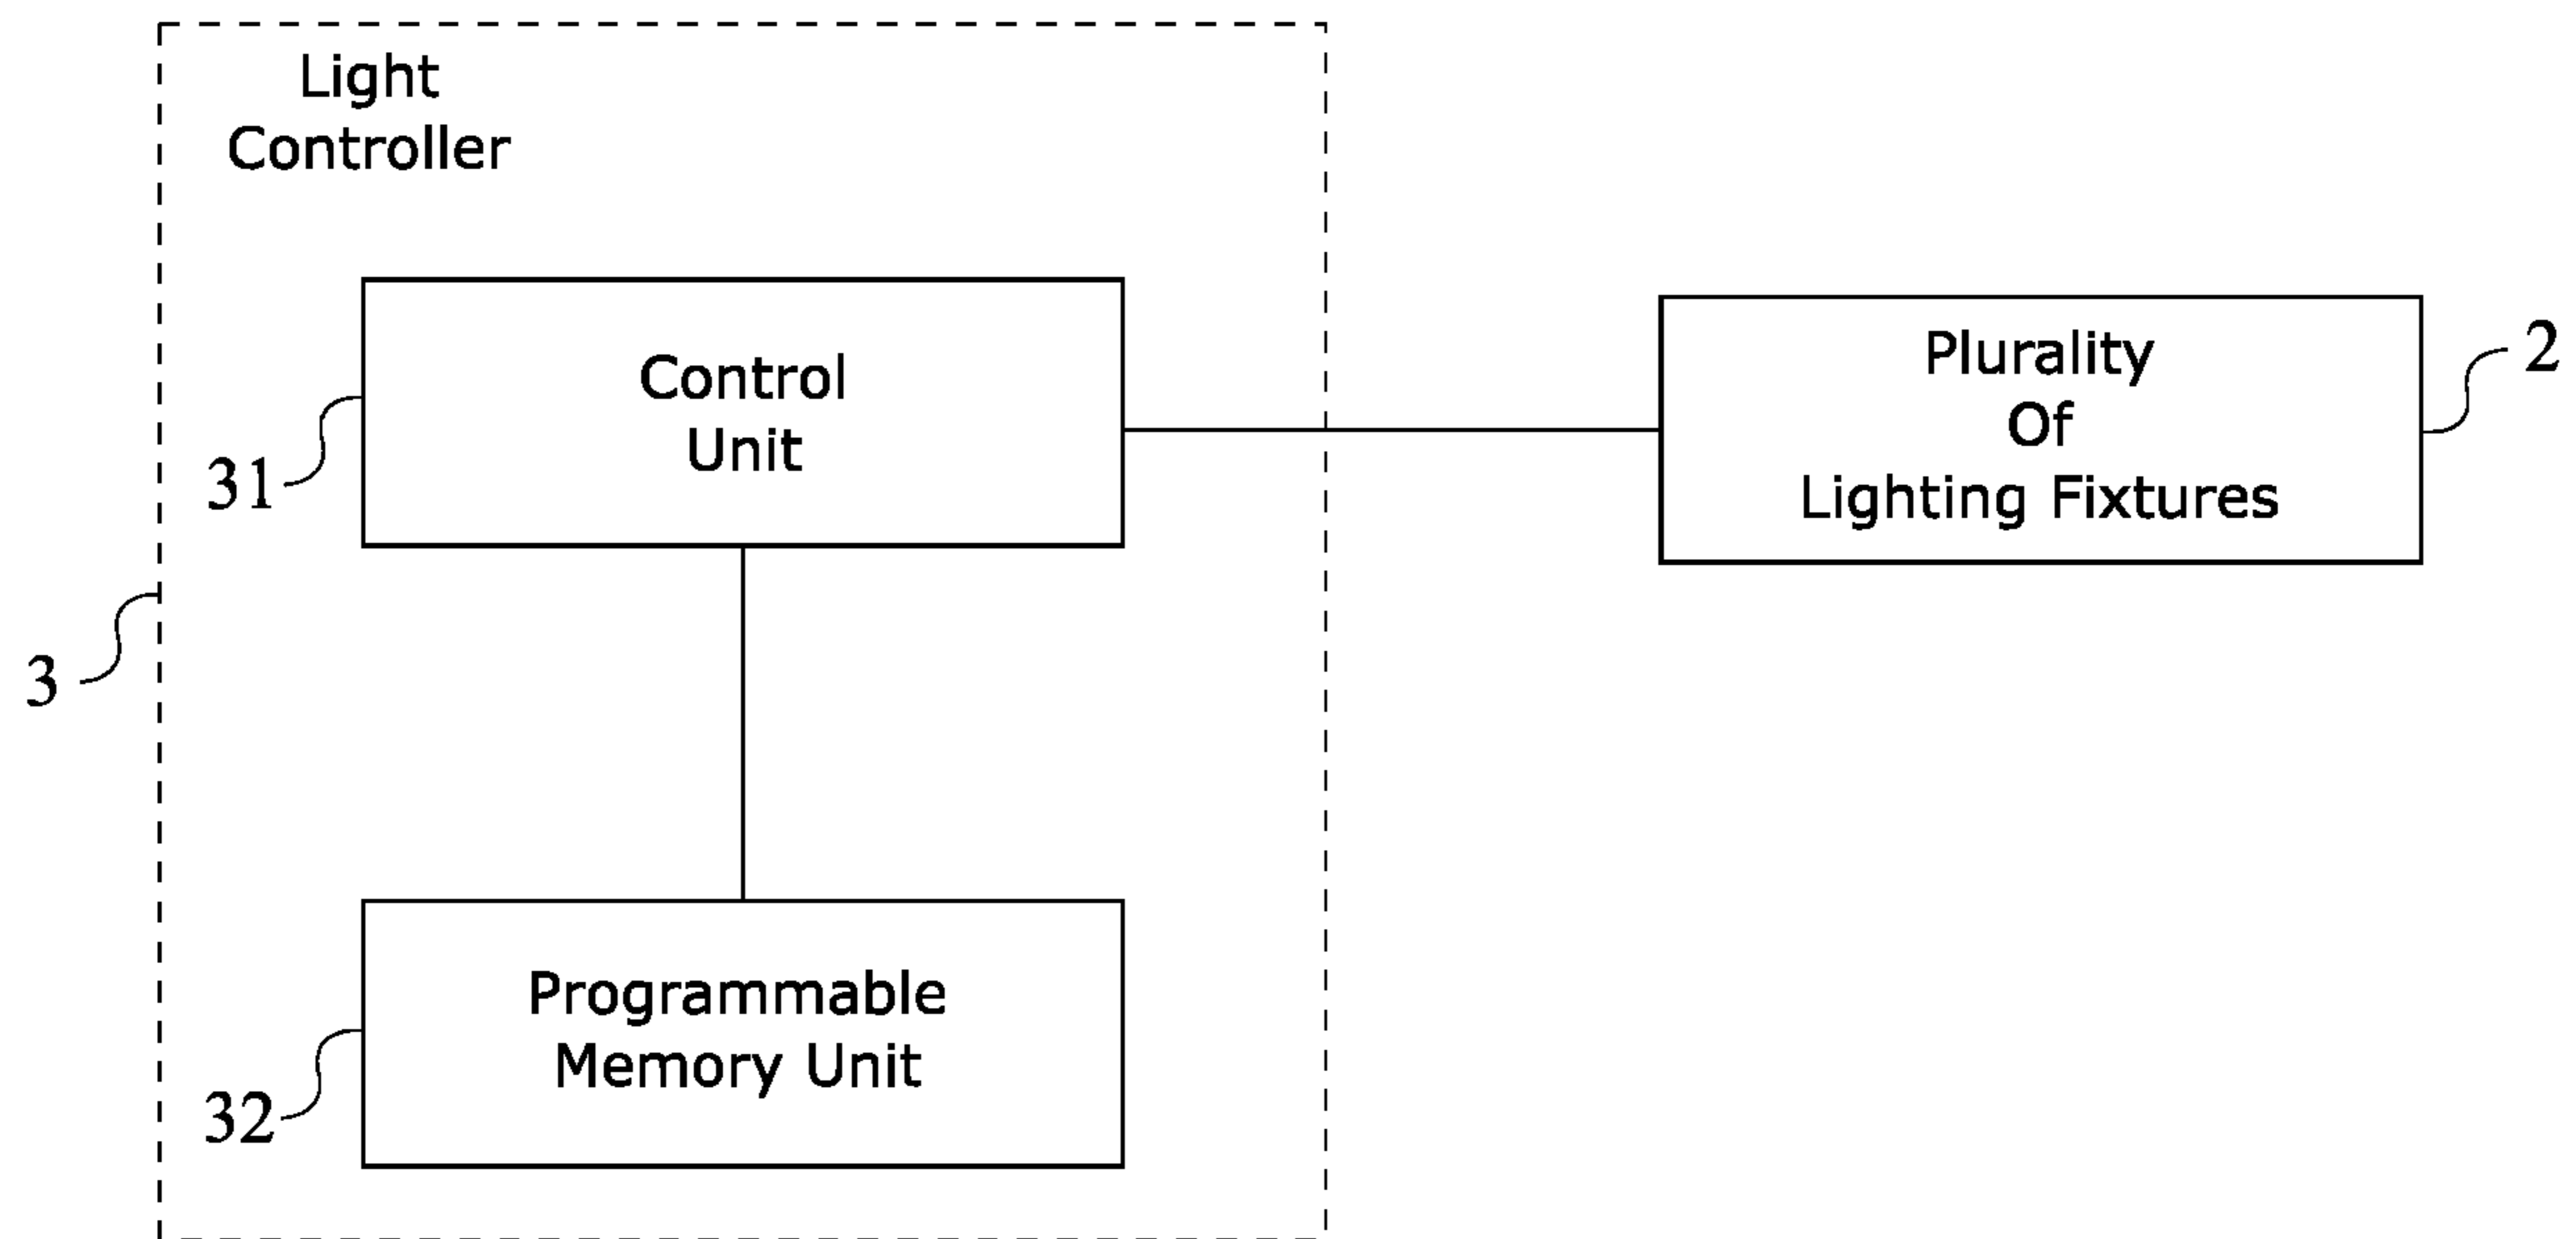 Light
Controller
Control
Unit
31
Plurality
Of
Lighting Fixtures
2
3
Programmable
Memory Unit
32